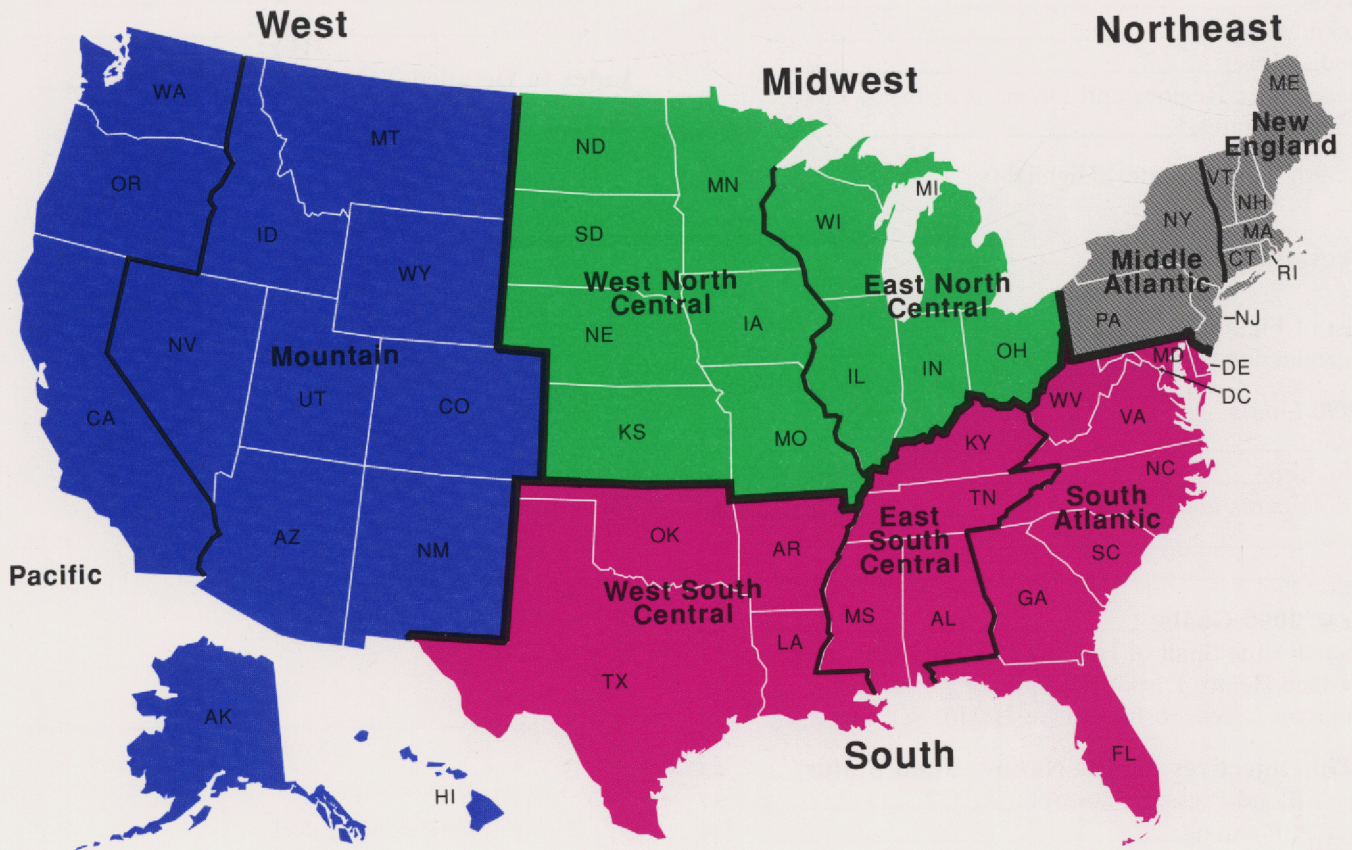 West
Northeast
Midwest
WA
MT
ND
MN
ME
New
England
OR
ID
WY
SD
WI
MI
NY
VT
NH
MA
CT
RI
West North
Central
East North
Central
Middle
Atlantic
NV
Mountain
UT
CO
NE
IA
IL
IN
OH
PA
NJ
MD
DE
DC
CA
KS
MO
KY
WV
VA
NC
TN
South
Atlantic
SC
AZ
NM
OK
AR
East
South
Central
Pacific
West South
Central
TX
LA
MS
AL
GA
AK
HI
South
FL